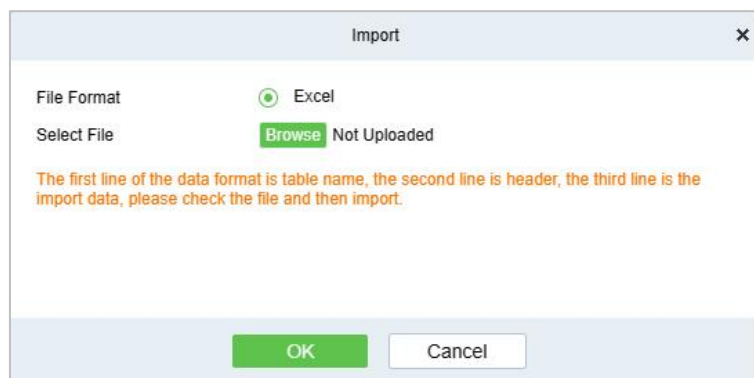 Import
File Format Excel
Select File Browse Not Uploaded
The first line of the data format is table name, the second line is header, the third line is the
import data, please check the file and then import.
OK Cancel